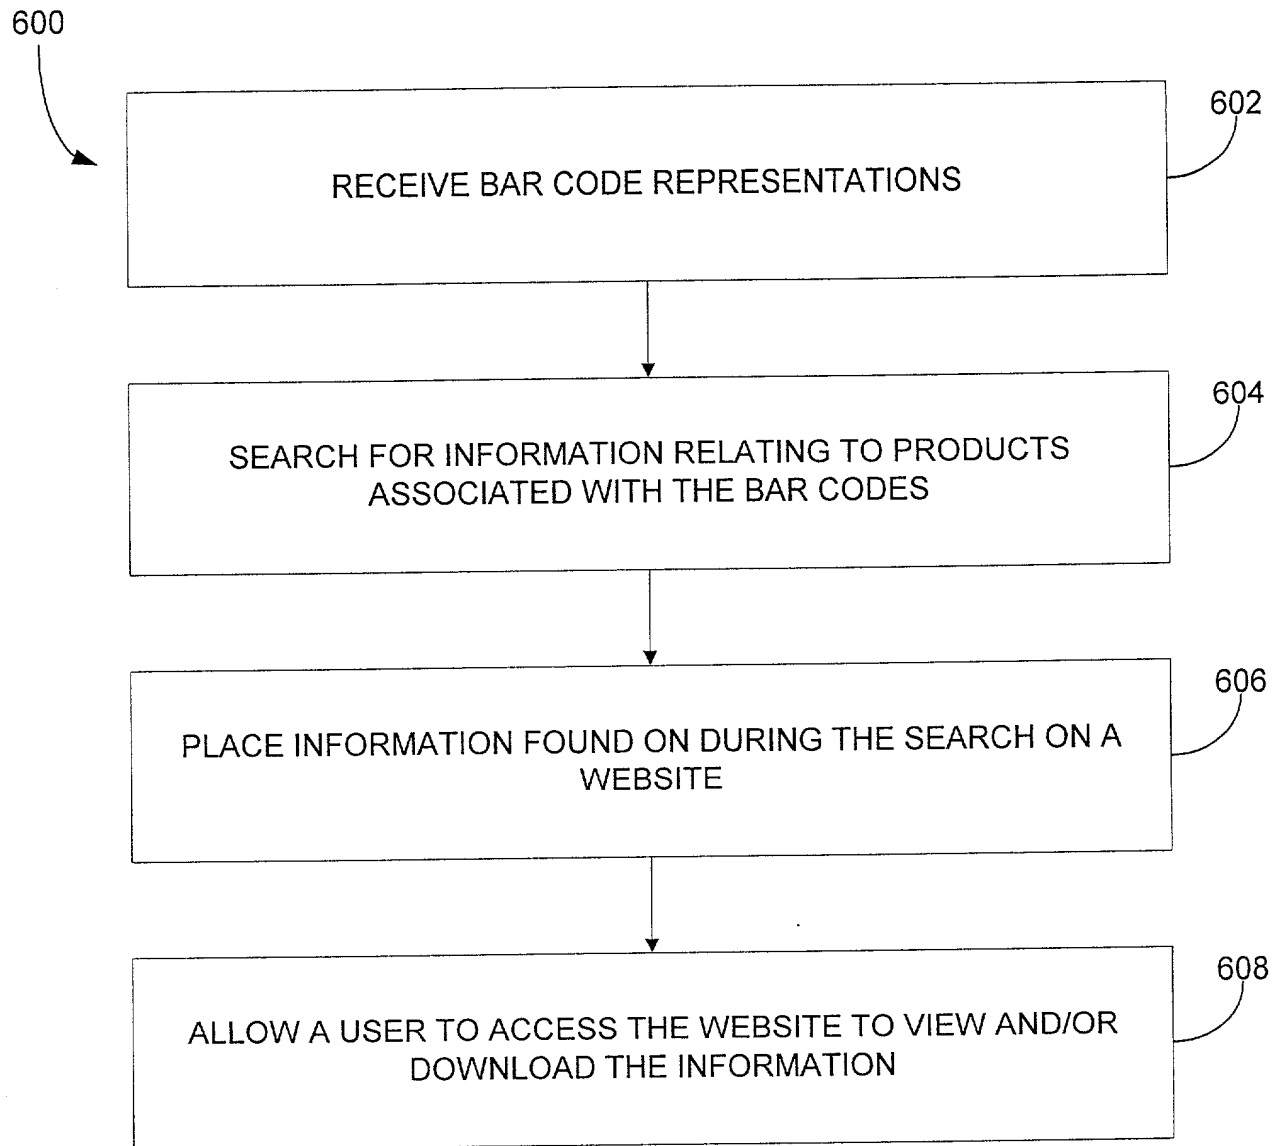 600
602
RECEIVE BAR CODE REPRESENTATIONS
604
SEARCH FOR INFORMATION RELATING TO PRODUCTS
ASSOCIATED WITH THE BAR CODES
606
PLACE INFORMATION FOUND ON DURING THE SEARCH ON A
WEBSITE
608
ALLOW A USER TO ACCESS THE WEBSITE TO VIEW AND/OR
DOWNLOAD THE INFORMATION